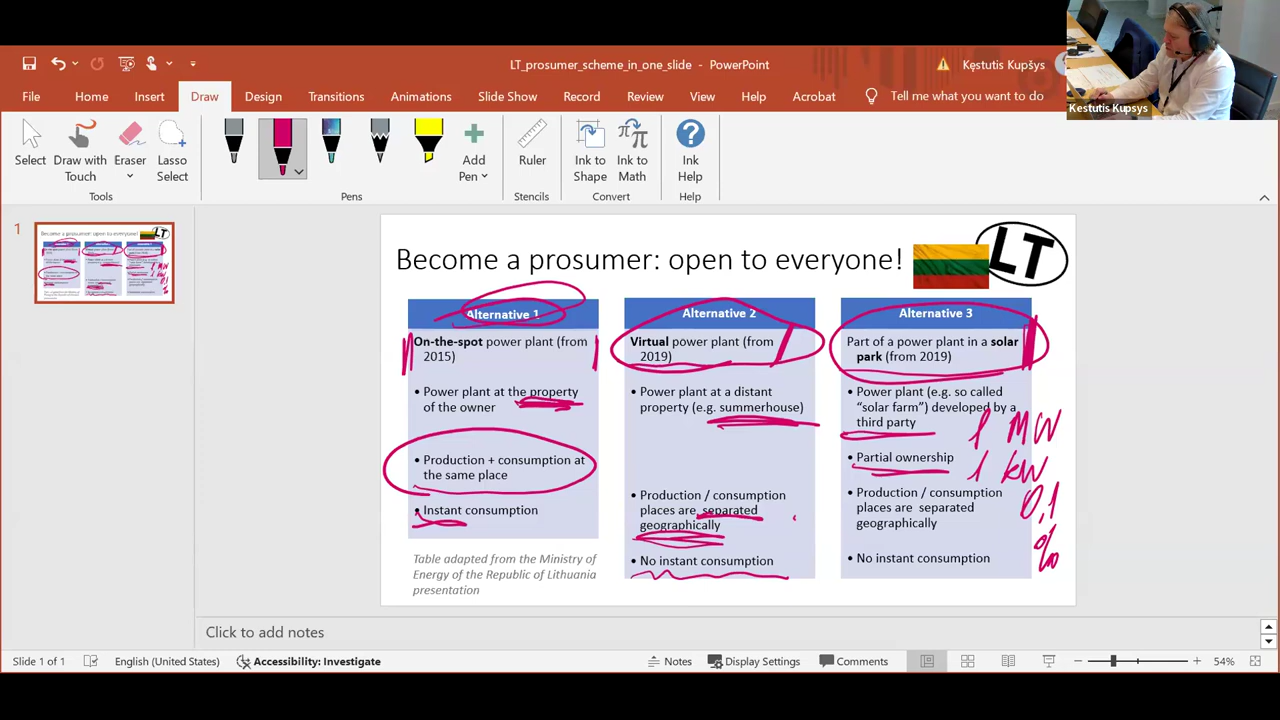 LT_prosumer_scheme_in_one_slide - PowerPoint
Kęstutis Kupšys
Kestutis Kupsys
File Home Insert Draw Design Transitions Animations Slide Show Record Review View Help Acrobat Tell me what you want to do
Select
Draw with
Touch
Eraser
Lasso
Select
Add
Pen
Ruler
Ink to
Shape
Ink to
Math
Ink
Help
Tools
Pens
Stencils
Convert
Help
1
Become a prosumer: open to everyone!
LT
Alternative 1
On-the-spot power plant (from
2015)
• Power plant at the property
of the owner
• Production + consumption at
the same place
• Instant consumption
Table adapted from the Ministry of
Energy of the Republic of Lithuania
presentation
Alternative 2
Virtual power plant (from
2019)
• Power plant at a distant
property (e.g. summerhouse)
• Production / consumption
places are separated
geographically
• No instant consumption
Alternative 3
Part of a power plant in a solar
park (from 2019)
• Power plant (e.g. so called
“solar farm”) developed by a
third party
• Partial ownership
• Production / consumption
places are separated
geographically
• No instant consumption
1 MW
1 kW
0,1
%
Click to add notes
Slide 1 of 1 English (United States) Accessibility: Investigate Notes Display Settings Comments 54%